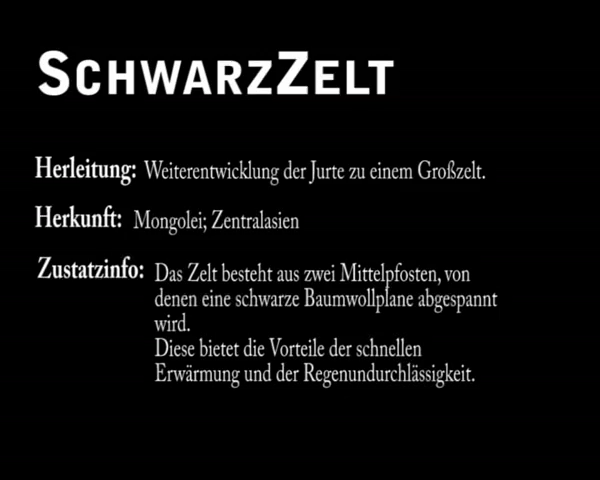 SCHWARZZELT
Herleitung: Weiterentwicklung der Jurte zu einem Großzelt.
Herkunft: Mongolei; Zentralasien
Zustatzinfo: Das Zelt besteht aus zwei Mittelpfosten, von
denen eine schwarze Baumwollplane abgespannt
wird.
Diese bietet die Vorteile der schnellen
Erwärmung und der Regenundurchlässigkeit.